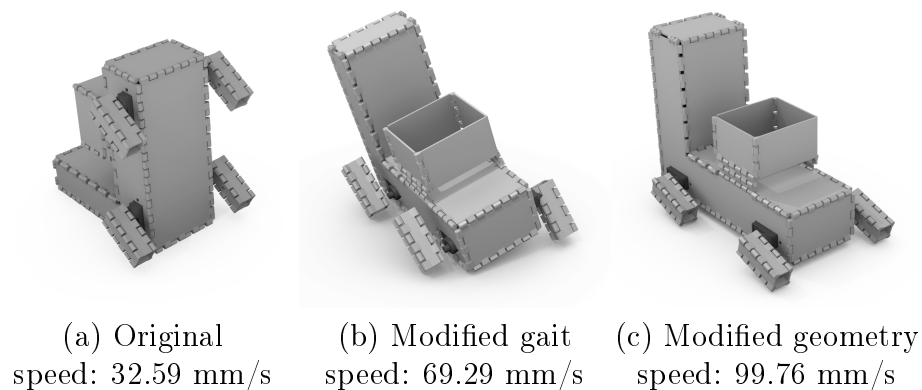 (a) Original
speed: 32.59 mm/s
(b) Modified gait
speed: 69.29 mm/s
(c) Modified geometry
speed: 99.76 mm/s